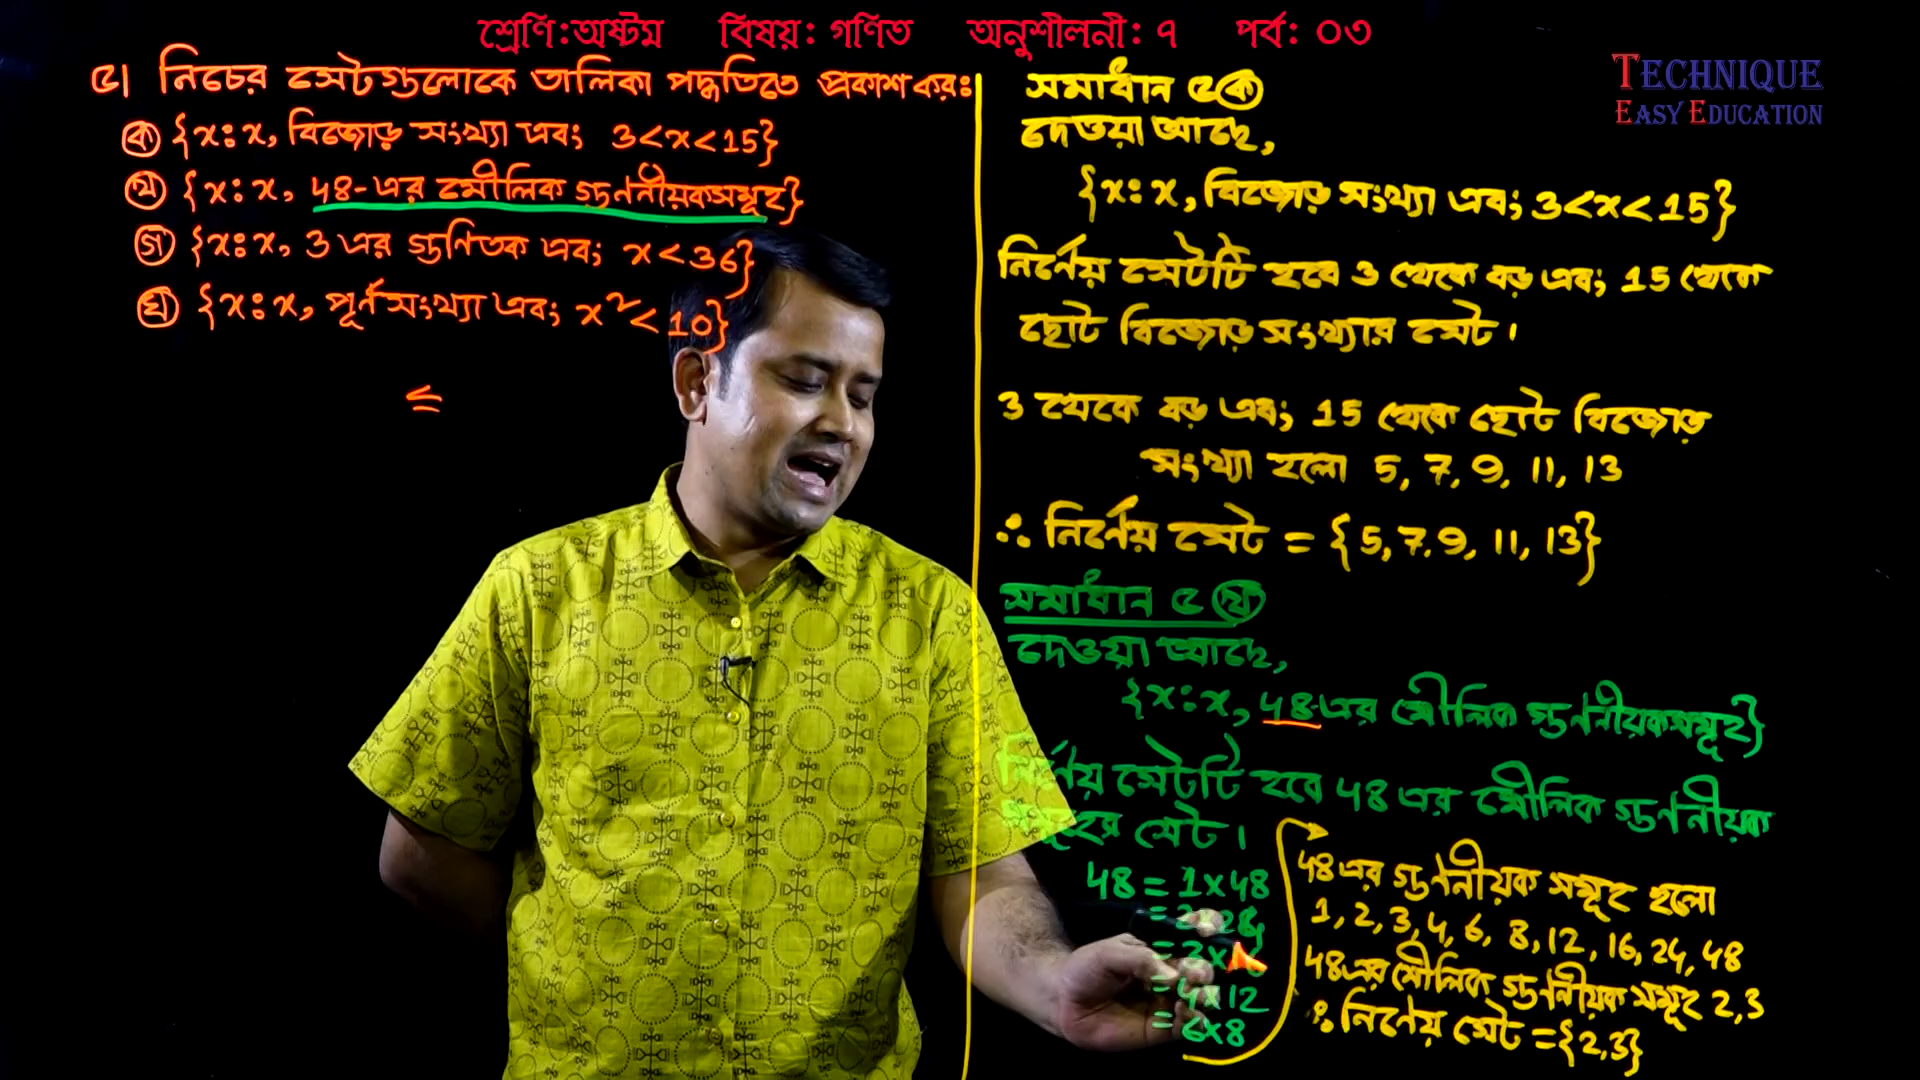 শ্রেণি:অষ্টম বিষয়: গণিত অনুশীলনী: ৭ পর্ব: ০৩
TECHNIQUE
EASY EDUCATION
৫। নিচের সেটগুলোকে তালিকা পদ্ধতিতে প্রকাশ কর:
ক {x:x, বিজোড় সংখ্যা এবং 3<x<15}
খ {x:x, 48-এর মৌলিক গুণনীয়কসমূহ}
গ {x:x, 3 এর গুণিতক এবং x<36}
ঘ {x:x, পূর্নসংখ্যা এবং x²<10}
≤
সমাধান ৫ ক
দেওয়া আছে,
{x:x, বিজোড় সংখ্যা এবং 3<x<15}
নির্ণেয় সেটটি হবে 3 থেকে বড় এবং 15 থেকে
ছোট বিজোড় সংখ্যার সেট।
3 থেকে বড় এবং 15 থেকে ছোট বিজোড়
সংখ্যা হলো 5, 7, 9, 11, 13
∴ নির্ণেয় সেট = {5,7.9, 11, 13}
সমাধান ৫ খ
দেওয়া আছে,
{x:x, 48-এর মৌলিক গুণনীয়কসমূহ}
নির্ণেয় সেটটি হবে 48 এর মৌলিক গুণনীয়ক
সমূহের সেট।
48 = 1×48
= 4×12
= 6×8
48 এর গুণনীয়ক সমূহ হলো
1, 2, 3, 4, 6, 8, 12, 16, 24, 48
48 এর মৌলিক গুণনীয়ক সমূহ 2,3
∴ নির্ণেয় সেট ={2,3}